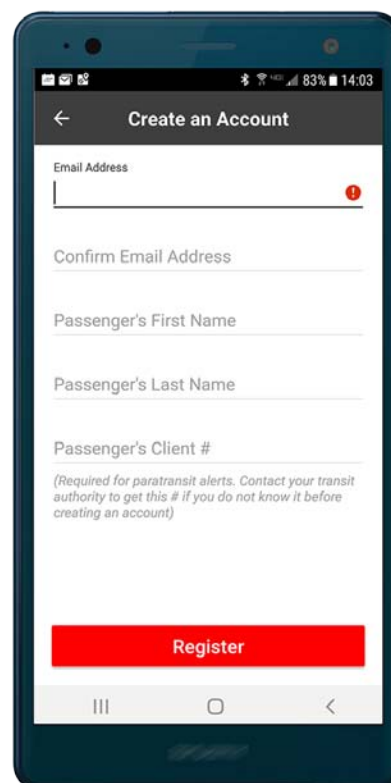 83% 14:03
Create an Account
Email Address
Confirm Email Address
Passenger's First Name
Passenger's Last Name
Passenger's Client #
(Required for paratransit alerts. Contact your transit
authority to get this # if you do not know it before
creating an account)
Register